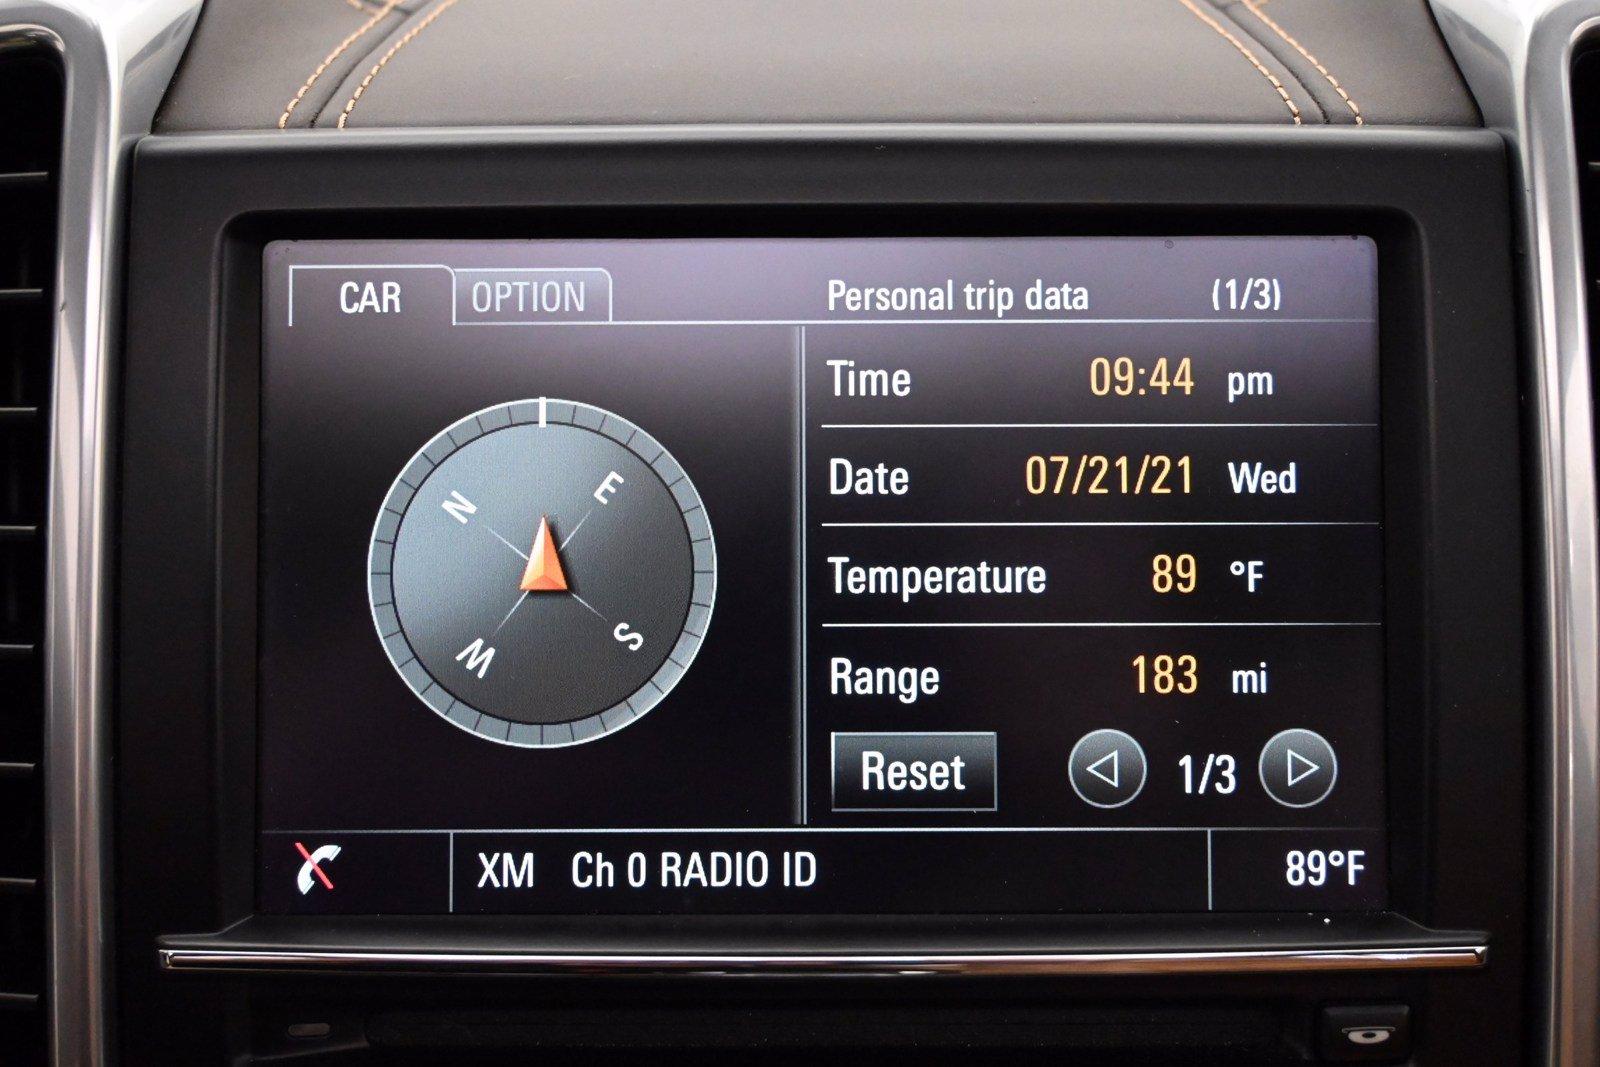 CAR OPTION Personal trip data (1/3)
Time 09:44 pm
Date 07/21/21 Wed
Temperature 89 °F
Range 183 mi
N E
W S
Reset 1/3
XM Ch 0 RADIO ID 89°F